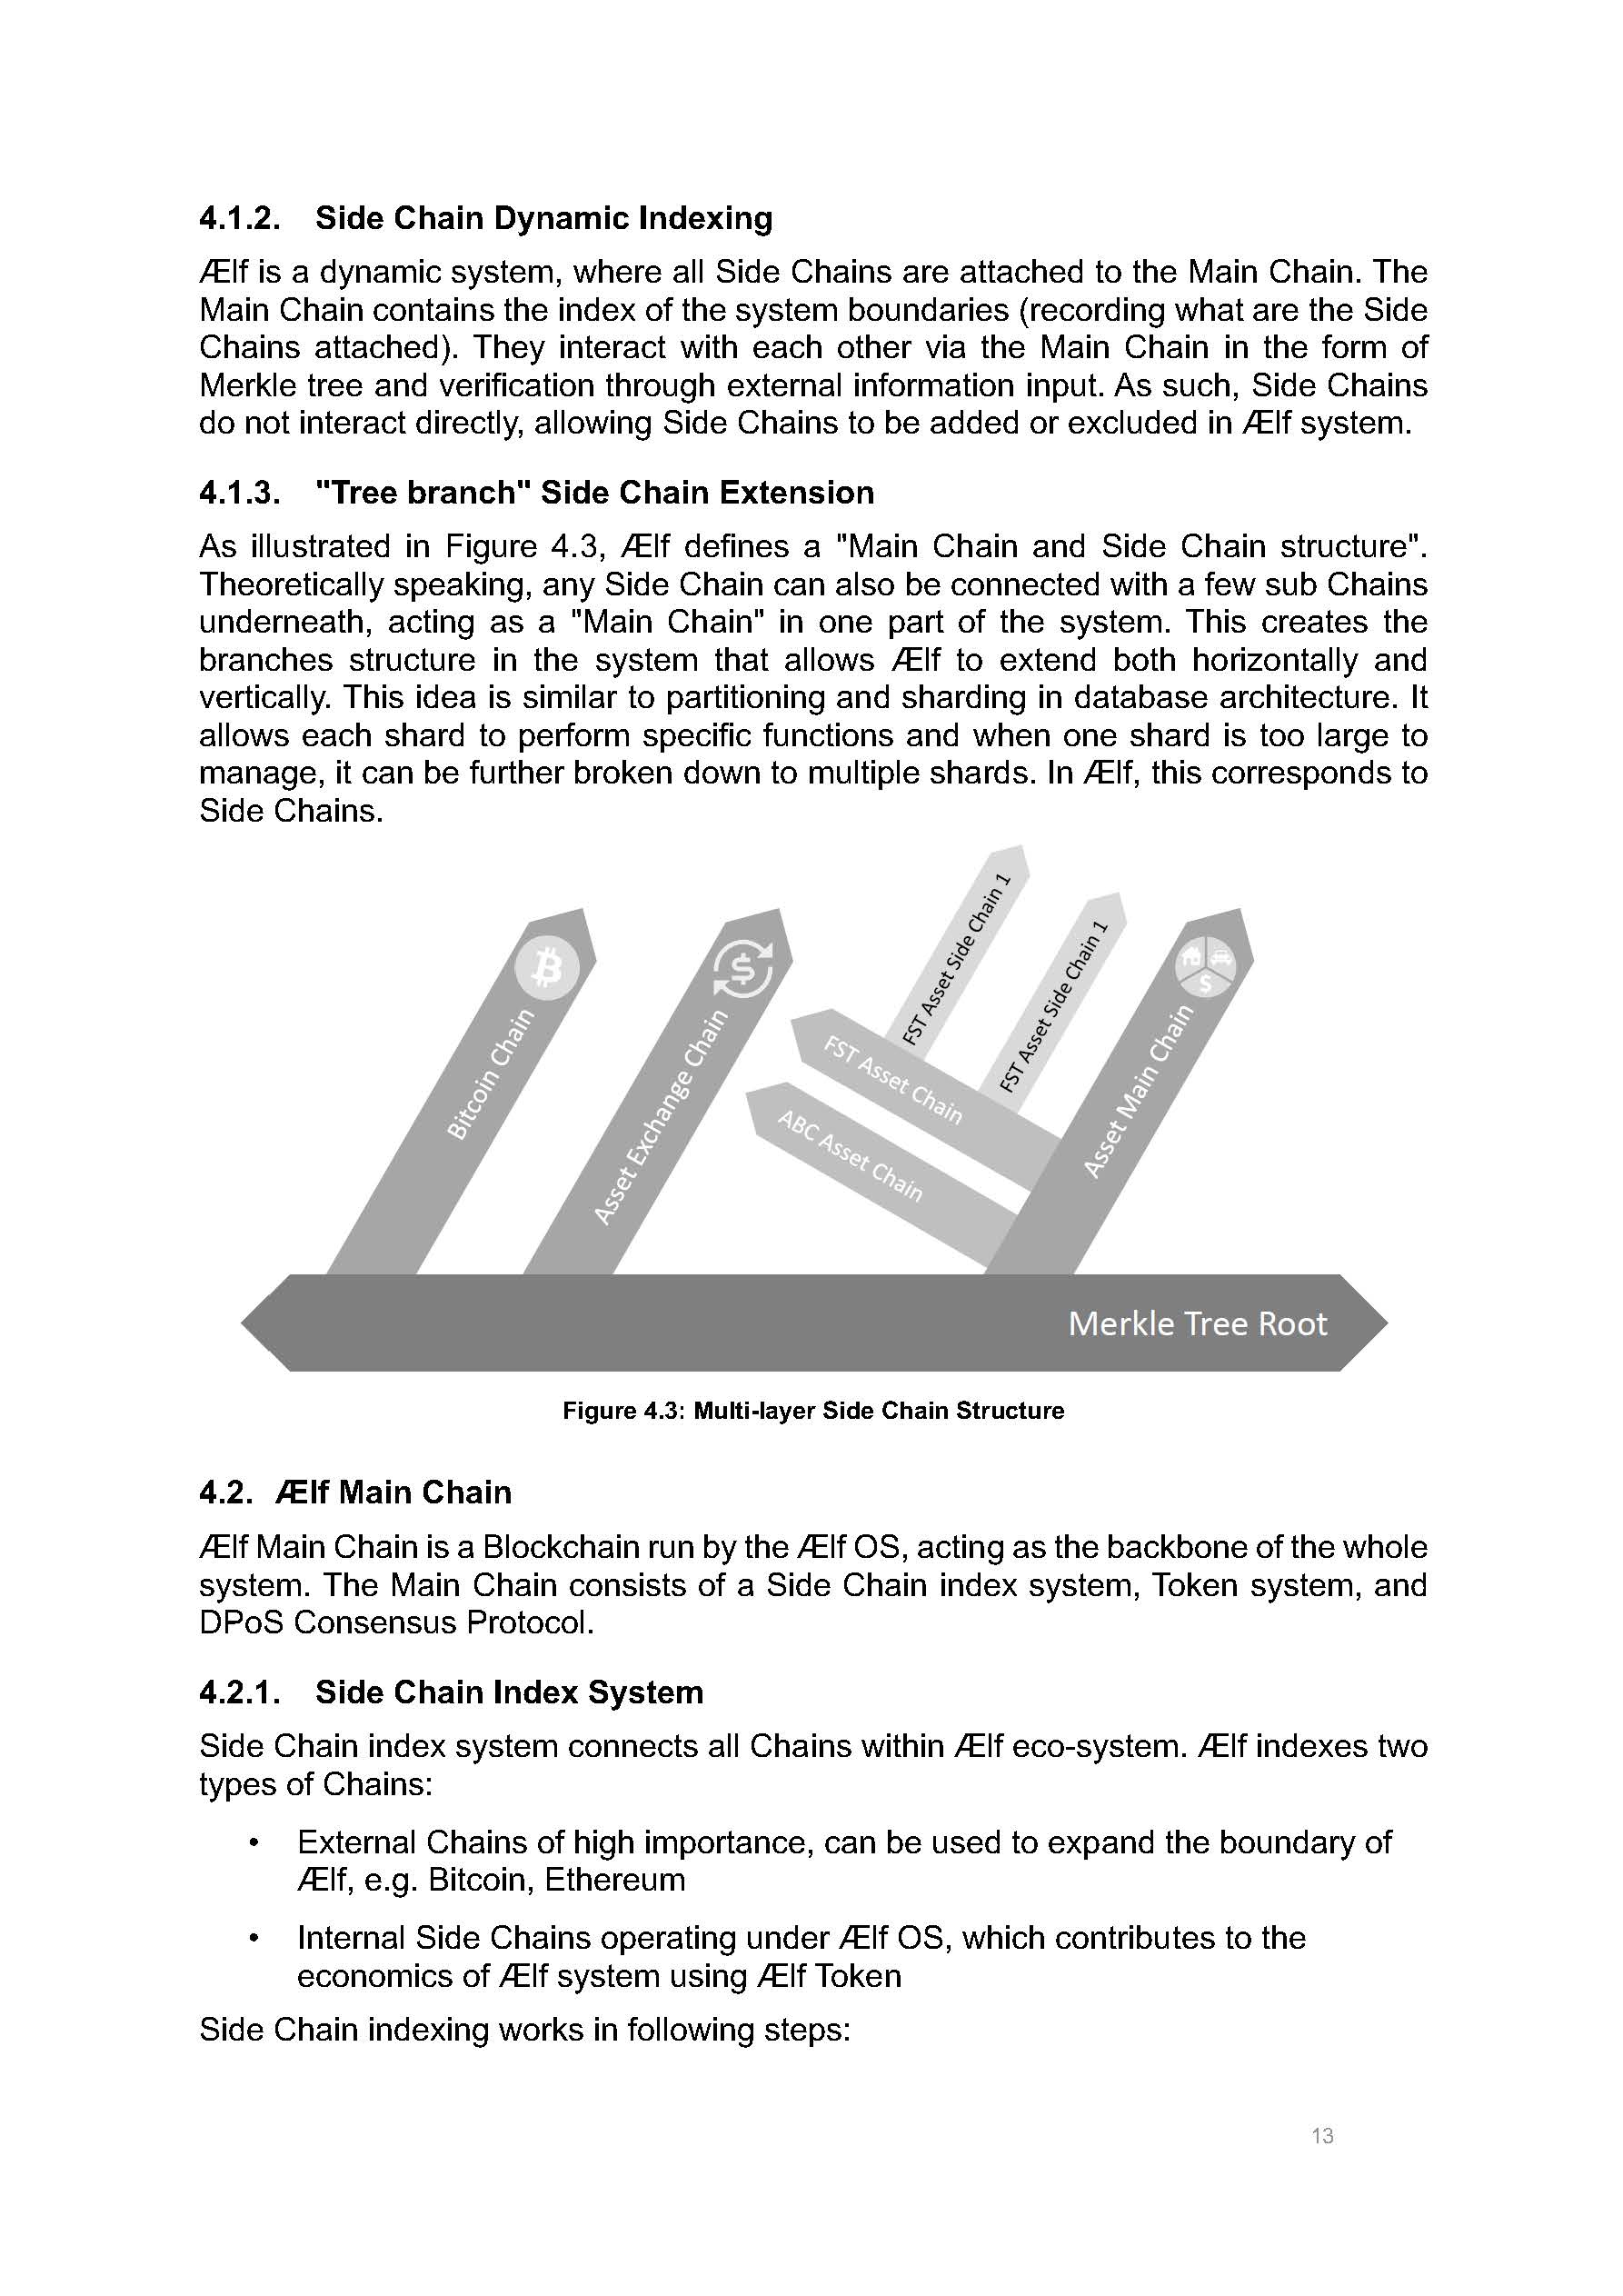 4.1.2. Side Chain Dynamic Indexing
Ælf is a dynamic system, where all Side Chains are attached to the Main Chain. The
Main Chain contains the index of the system boundaries (recording what are the Side
Chains attached). They interact with each other via the Main Chain in the form of
Merkle tree and verification through external information input. As such, Side Chains
do not interact directly, allowing Side Chains to be added or excluded in Ælf system.
4.1.3. "Tree branch" Side Chain Extension
As illustrated in Figure 4.3, Ælf defines a "Main Chain and Side Chain structure".
Theoretically speaking, any Side Chain can also be connected with a few sub Chains
underneath, acting as a "Main Chain" in one part of the system. This creates the
branches structure in the system that allows Ælf to extend both horizontally and
vertically. This idea is similar to partitioning and sharding in database architecture. It
allows each shard to perform specific functions and when one shard is too large to
manage, it can be further broken down to multiple shards. In Ælf, this corresponds to
Side Chains.
Bitcoin Chain
Asset Exchange Chain
FST Asset Side Chain 1
FST Asset Side Chain 1
FST Asset Chain
ABC Asset Chain
Asset Main Chain
Merkle Tree Root
Figure 4.3: Multi-layer Side Chain Structure
4.2. Ælf Main Chain
Ælf Main Chain is a Blockchain run by the Ælf OS, acting as the backbone of the whole
system. The Main Chain consists of a Side Chain index system, Token system, and
DPoS Consensus Protocol.
4.2.1. Side Chain Index System
Side Chain index system connects all Chains within Ælf eco-system. Ælf indexes two
types of Chains:
• External Chains of high importance, can be used to expand the boundary of
Ælf, e.g. Bitcoin, Ethereum
• Internal Side Chains operating under Ælf OS, which contributes to the
economics of Ælf system using Ælf Token
Side Chain indexing works in following steps:
13